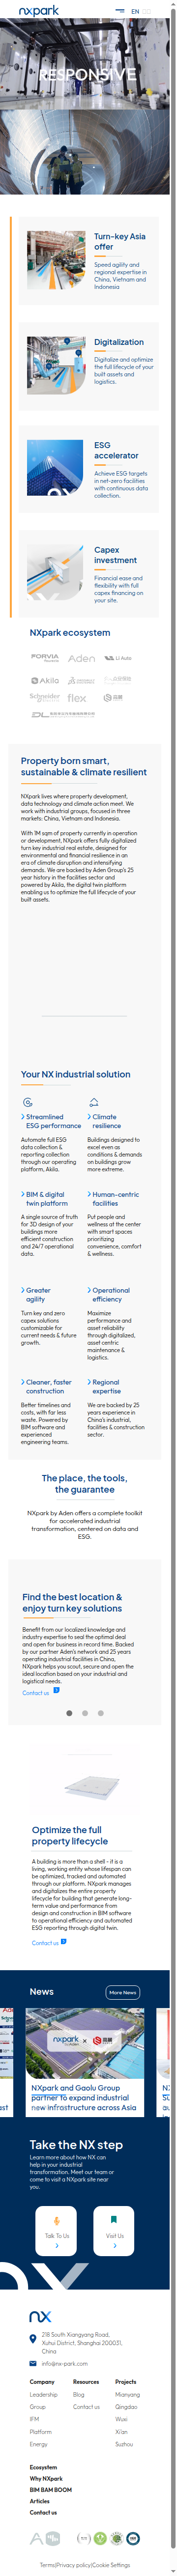 nxpark
EN
RESPONSIVE
Turn-key Asia
offer
Speed agility and
regional expertise in
China, Vietnam and
Indonesia
Digitalization
Digitalize and optimize
the full lifecycle of your
built assets and
logistics.
ESG
accelerator
Achieve ESG targets
in net-zero facilities
with continuous data
collection.
Capex
investment
Financial ease and
flexibility with full
capex financing on
your site.
NXpark ecosystem
FORVIA
Aden
Li Auto
Akila
Schneider
flex
Property born smart,
sustainable & climate resilient
NXpark lives where property development,
data technology and climate action meet. We
work with industrial groups, focused in three
markets: China, Vietnam and Indonesia.
With 1M sqm of property currently in operation
or development, NXpark offers fully digitalized
turn key industrial real estate, designed for
environmental and financial resilience in an
era of climate disruption and intensifying
demands. We are backed by Aden Group's 25
year history in the facilities sector and
powered by Akila, the digital twin platform
enabling us to optimize the full lifecycle of your
built assets.
Your NX industrial solution
Streamlined
ESG performance
Automate full ESG
data collection &
reporting collection
through our operating
platform, Akila.
Climate
resilience
Buildings designed to
excel even as
conditions & demands
on buildings grow
more extreme.
BIM & digital
twin platform
A single source of truth
for 3D design of your
buildings more
efficient construction
and 24/7 operational
data.
Human-centric
facilities
Put people and
wellness at the center
with smart spaces
prioritizing
convenience, comfort
& wellness.
Greater
agility
Turn key and zero
capex solutions
customizable for
current needs & future
growth.
Operational
efficiency
Maximize
performance and
asset reliability
through digitalized,
asset centric
maintenance &
logistics.
Cleaner, faster
construction
Better timelines and
costs, with far less
waste. Powered by
BIM software and
experienced
engineering teams.
Regional
expertise
We are backed by 25
years experience in
China's industrial,
facilities & construction
sector.
The place, the tools,
the guarantee
NXpark by Aden offers a complete toolkit
for accelerated industrial
transformation, centered on data and
ESG.
Find the best location &
enjoy turn key solutions
Benefit from our localized knowledge and
industry expertise to seal the optimal deal
and open for business in record time. Backed
by our partner Aden's network and 25 years
operating industrial facilities in China,
NXpark helps you scout, secure and open the
ideal location based on your industrial and
logistical needs.
Contact us
Optimize the full
property lifecycle
A building is more than a shell - it is a
living, working entity whose lifespan can
be optimized, tracked and automated
through our platform. NXpark manages
and digitalizes the entire lifecycle of
building that generate long-
term value and performance from
design and construction in BIM software
to operational efficiency and automated
ESG reporting through digital twin.
Contact us
News
More News
nxpark ×
NXpark and Gaolu Group
partner to expand industrial
new infrastructure across Asia
Take the NX step
Learn more about how NX can
help in your industrial
transformation. Meet our team or
come to visit a NXpark site near
you.
Talk To Us
Visit Us
NX
218 South Xiangyang Road,
Xuhui District. Shanghai 200031.
China
info@nx-park.com
Company
Resources
Projects
Leadership
Blog
Mianyang
Group
Contact us
Qingdao
IFM
Wuxi
Platform
Xi'an
Energy
Suzhou
Ecosystem
Why NXpark
BIM BAM BOOM
Articles
Contact us
Terms|Privacy policy|Cookie Settings